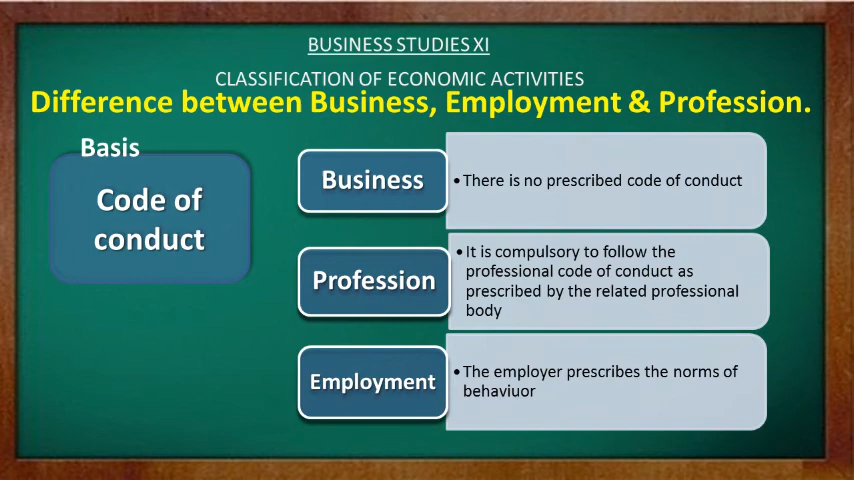 BUSINESS STUDIES XI
CLASSIFICATION OF ECONOMIC ACTIVITIES
Difference between Business, Employment & Profession.
Basis
Code of
conduct
Business
•There is no prescribed code of conduct
Profession
•It is compulsory to follow the
professional code of conduct as
prescribed by the related professional
body
Employment
•The employer prescribes the norms of
behaviuor